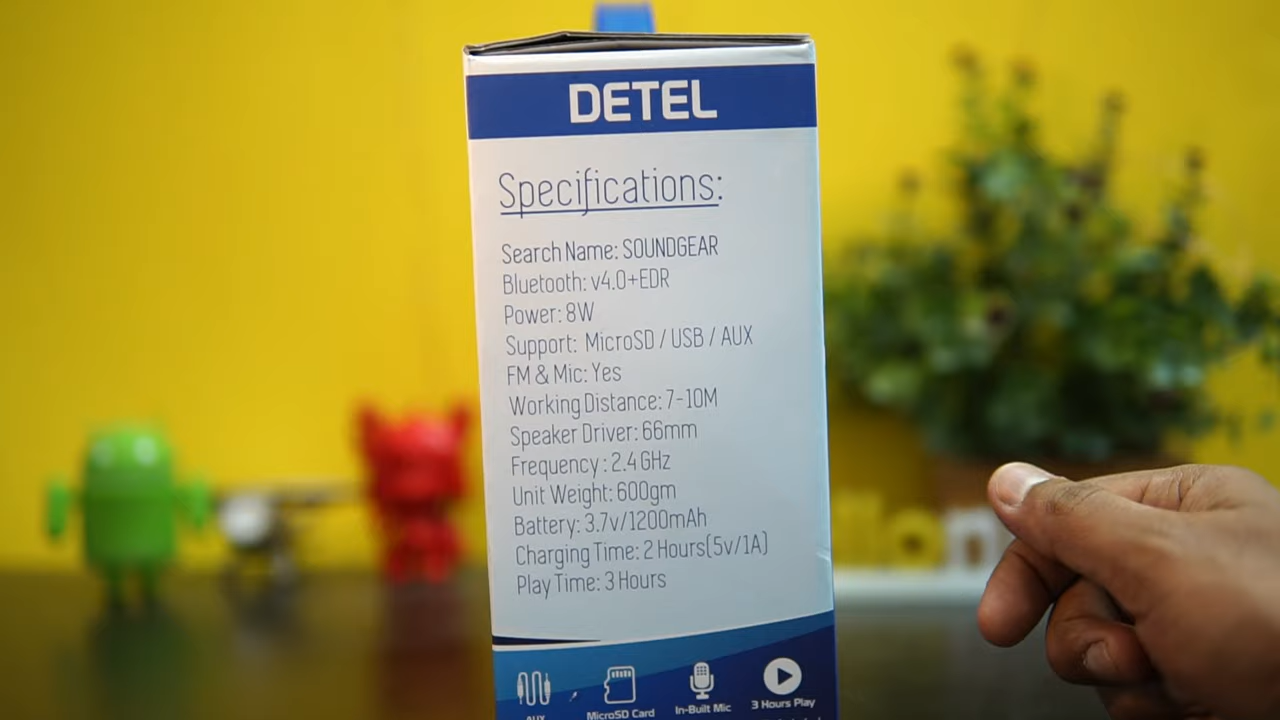 DETEL
Specifications:
Search Name: SOUNDGEAR
Bluetooth: v4.0+EDR
Power: 8W
Support: MicroSD / USB / AUX
FM & Mic: Yes
Working Distance: 7-10M
Speaker Driver: 66mm
Frequency : 2.4 GHz
Unit Weight: 600gm
Battery: 3.7v/1200mAh
Charging Time: 2 Hours(5v/1A)
Play Time: 3 Hours
AUX
MicroSD Card
In-Built Mic
3 Hours Play